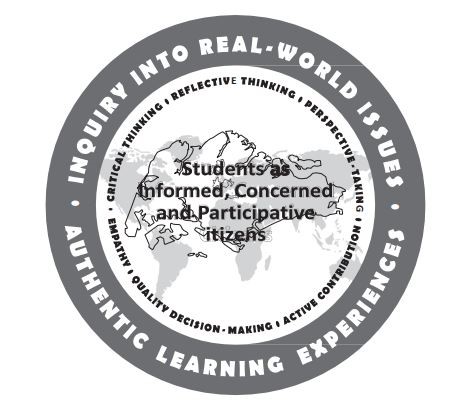 INQUIRY INTO REAL-WORLD ISSUES
CRITICAL THINKING
REFLECTIVE THINKING
PERSPECTIVE-TAKING
Students as
Informed, Concerned
and Participative
itizens
EMPATHY
QUALITY DECISION-MAKING
ACTIVE CONTRIBUTION
AUTHENTIC LEARNING EXPERIENCES